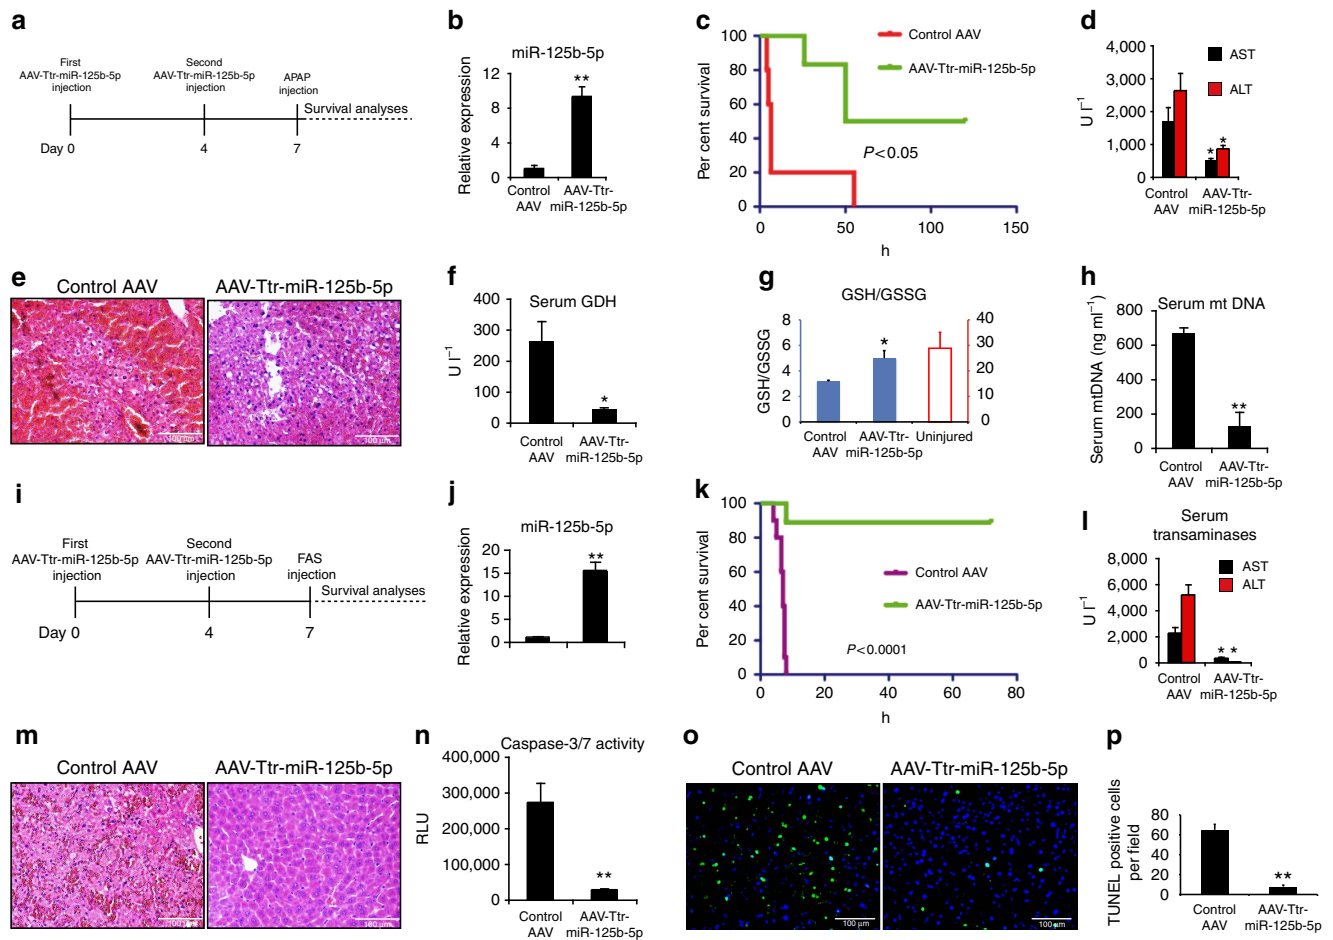 a
First
AAV-Ttr-miR-125b-5p
injection
Second
AAV-Ttr-miR-125b-5p
injection
APAP
injection
Survival analyses
Day 0
4
7
b
miR-125b-5p
Relative expression
12
8
4
0
**
Control
AAV
AAV-Ttr-
miR-125b-5p
c
Per cent survival
100
80
60
40
20
0
0
50
100
150
h
Control AAV
AAV-Ttr-miR-125b-5p
P<0.05
d
U l⁻¹
4,000
3,000
2,000
1,000
0
AST
ALT
*
*
Control
AAV
AAV-Ttr-
miR-125b-5p
e
Control AAV
AAV-Ttr-miR-125b-5p
100 µm
100 µm
f
Serum GDH
U l⁻¹
400
300
200
100
0
*
Control
AAV
AAV-Ttr-
miR-125b-5p
g
GSH/GSSG
GSH/GSSG
8
6
4
2
0
*
40
30
20
10
0
Control
AAV
AAV-Ttr-
miR-125b-5p
Uninjured
h
Serum mt DNA
Serum mtDNA (ng ml⁻¹)
800
600
400
200
0
**
Control
AAV
AAV-Ttr-
miR-125b-5p
i
First
AAV-Ttr-miR-125b-5p
injection
Second
AAV-Ttr-miR-125b-5p
injection
FAS
injection
Survival analyses
Day 0
4
7
j
miR-125b-5p
Relative expression
20
15
10
5
0
**
k
Per cent survival
100
80
60
40
20
0
0
20
40
60
80
h
Control AAV
AAV-Ttr-miR-125b-5p
P<0.0001
l
Serum
transaminases
U l⁻¹
8,000
6,000
4,000
2,000
0
AST
ALT
* *
Control
AAV
AAV-Ttr-
miR-125b-5p
m
Control AAV
AAV-Ttr-miR-125b-5p
100 µm
100 µm
n
Caspase-3/7 activity
RLU
400,000
300,000
200,000
100,000
0
**
Control
AAV
AAV-Ttr-
miR-125b-5p
o
Control AAV
AAV-Ttr-miR-125b-5p
100 µm
100 µm
p
TUNEL positive cells
per field
80
60
40
20
0
**
Control
AAV
AAV-Ttr-
miR-125b-5p